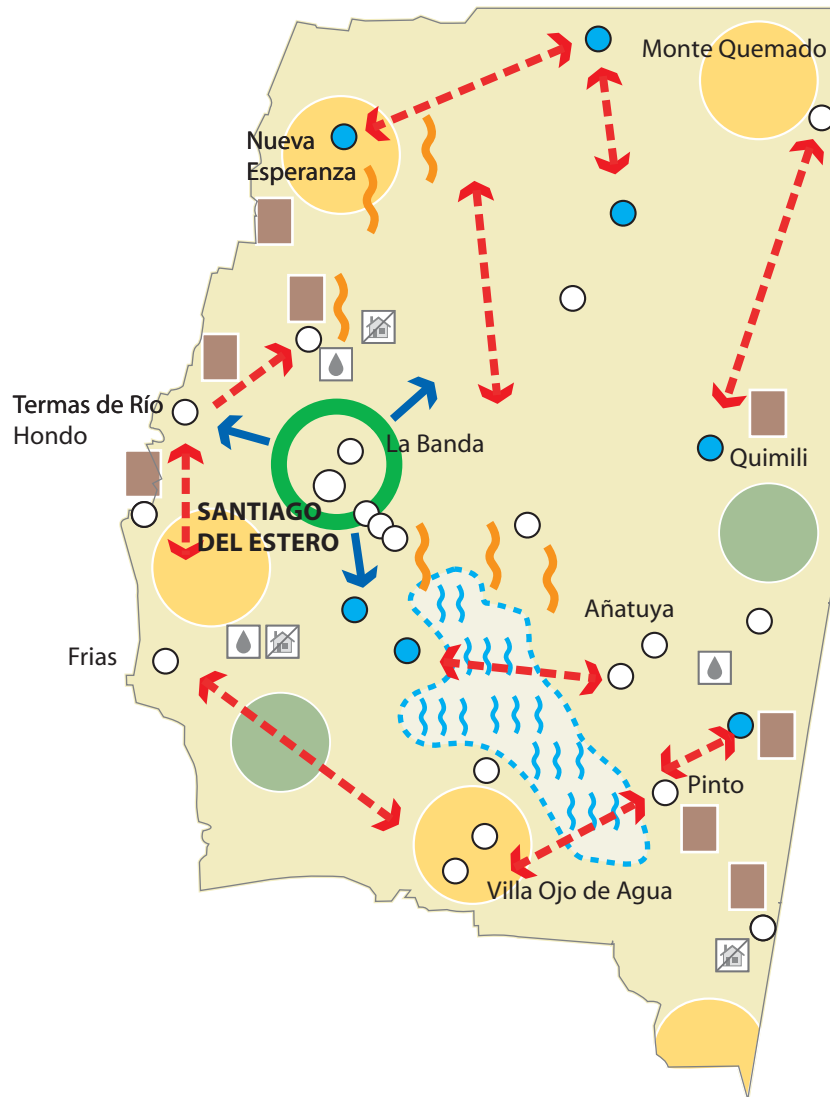 Monte Quemado
Nueva
Esperanza
Termas de Río
Hondo
La Banda
Quimili
SANTIAGO
DEL ESTERO
Añatuya
Frias
Pinto
Villa Ojo de Agua